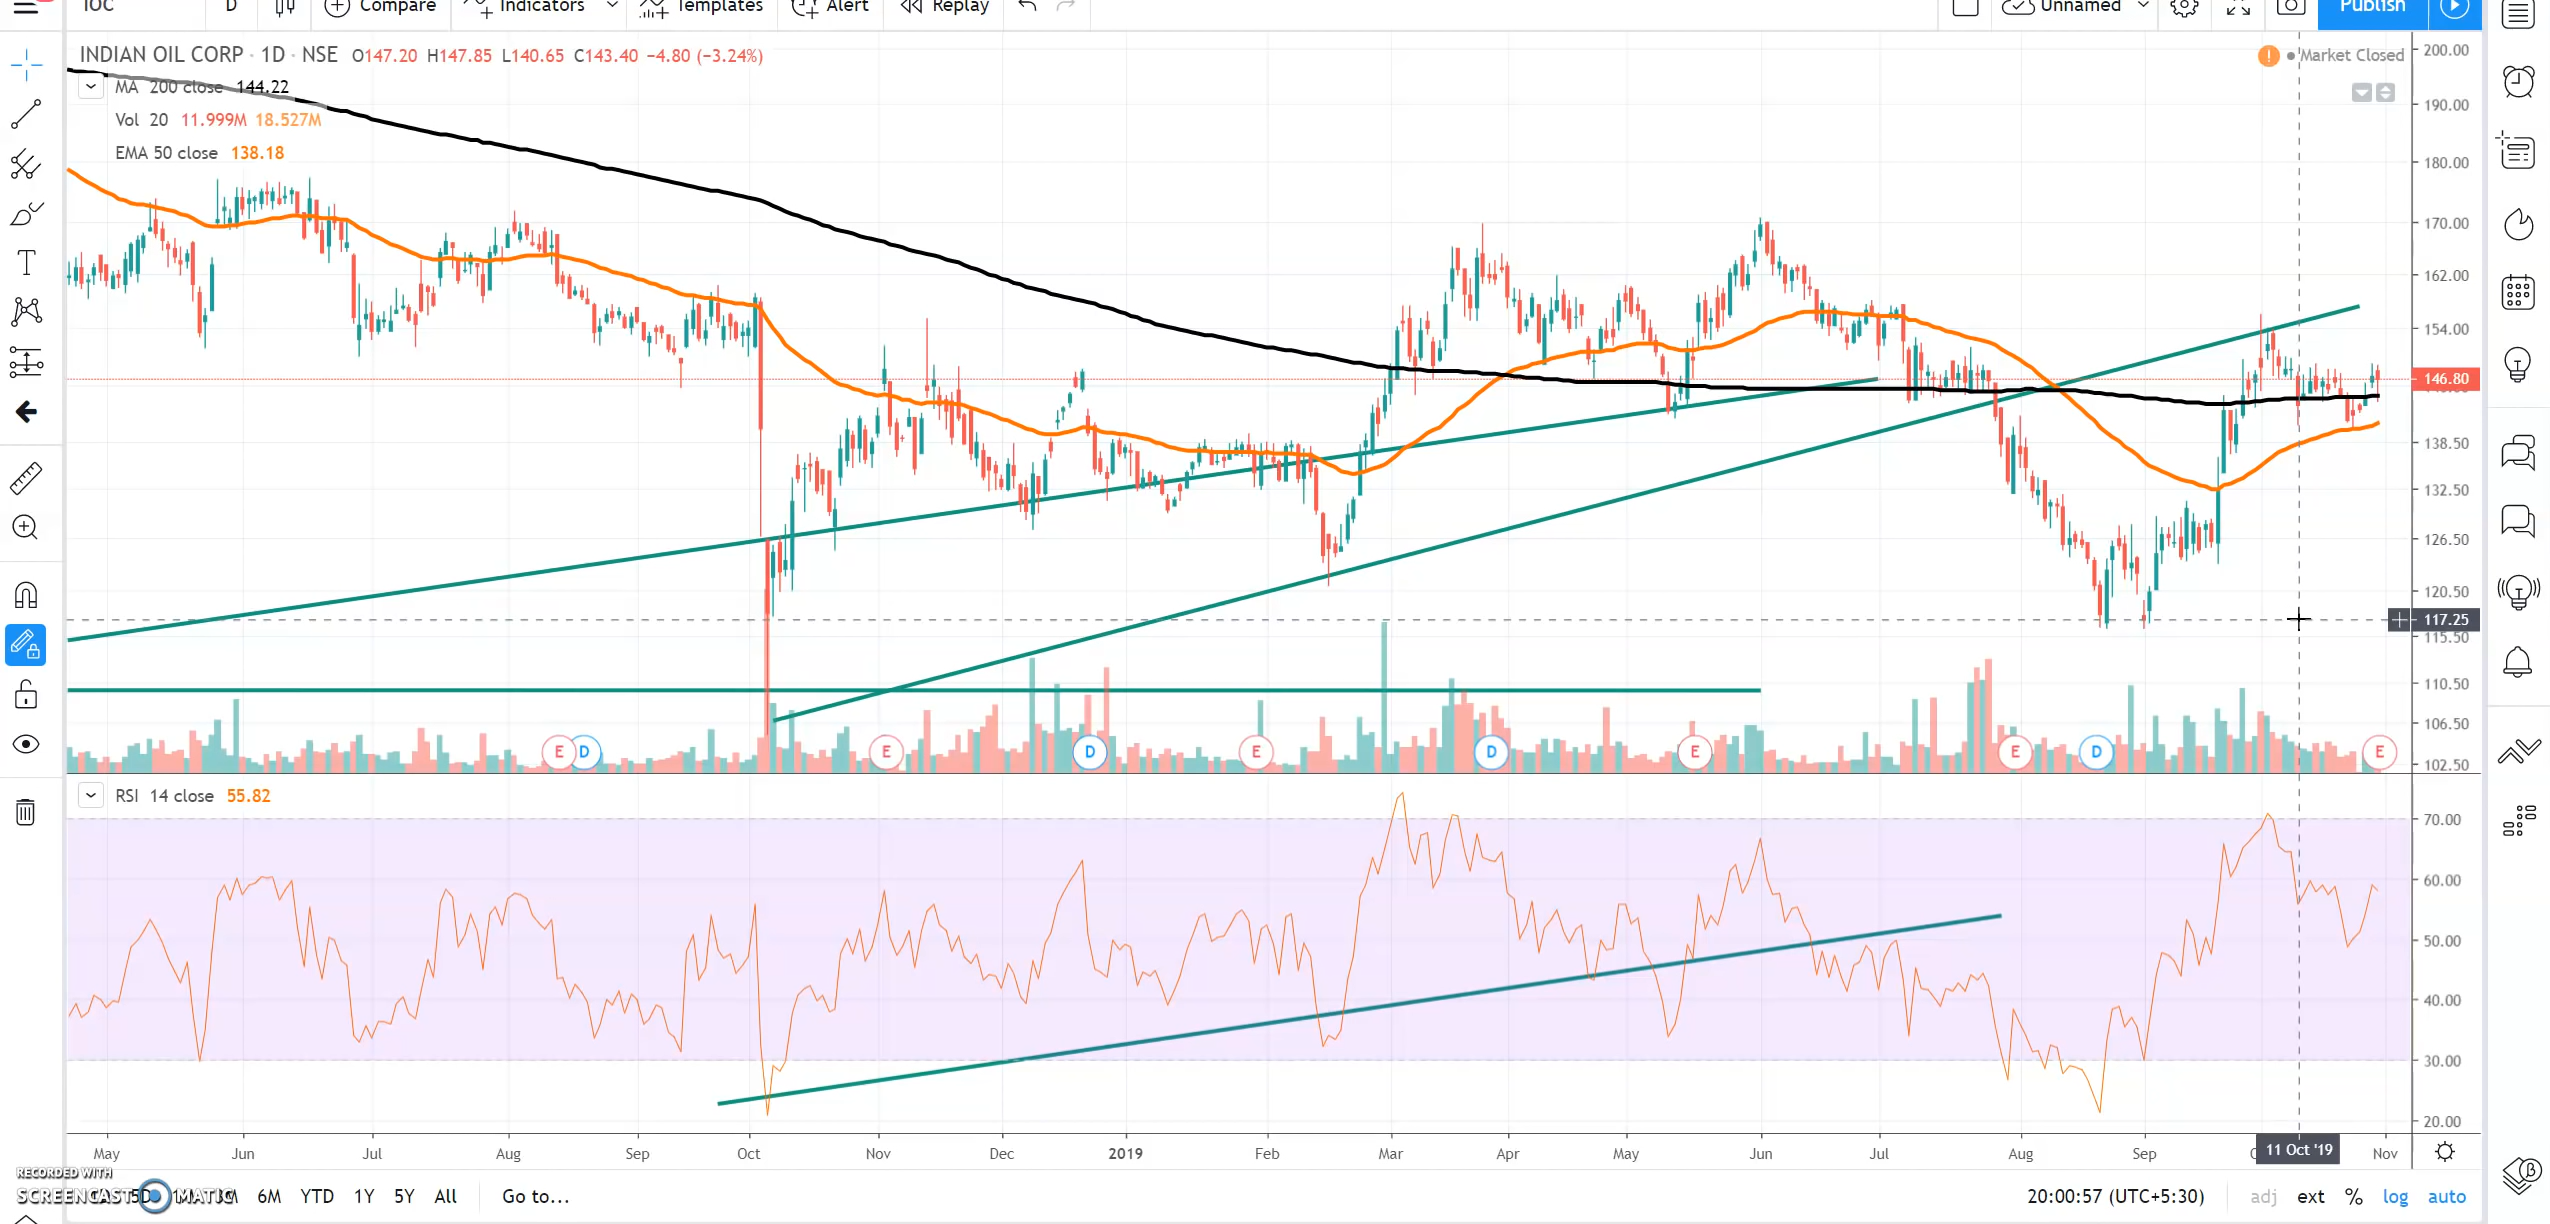 IOC D Compare Indicators Templates Alert Replay Unnamed Publish
INDIAN OIL CORP · 1D · NSE O147.20 H147.85 L140.65 C143.40 −4.80 (−3.24%)
Market Closed
MA 200 close 144.22
Vol 20 11.999M 18.527M
EMA 50 close 138.18
200.00
190.00
180.00
170.00
162.00
154.00
146.80
138.50
132.50
126.50
120.50
117.25
115.50
110.50
106.50
102.50
E D E D E D E E D E
RSI 14 close 55.82
70.00
60.00
50.00
40.00
30.00
20.00
May Jun Jul Aug Sep Oct Nov Dec 2019 Feb Mar Apr May Jun Jul Aug Sep 11 Oct '19 Nov
RECORDED WITH
SCREENCAST MATIC
5D 6M YTD 1Y 5Y All Go to... 20:00:57 (UTC+5:30) adj ext % log auto